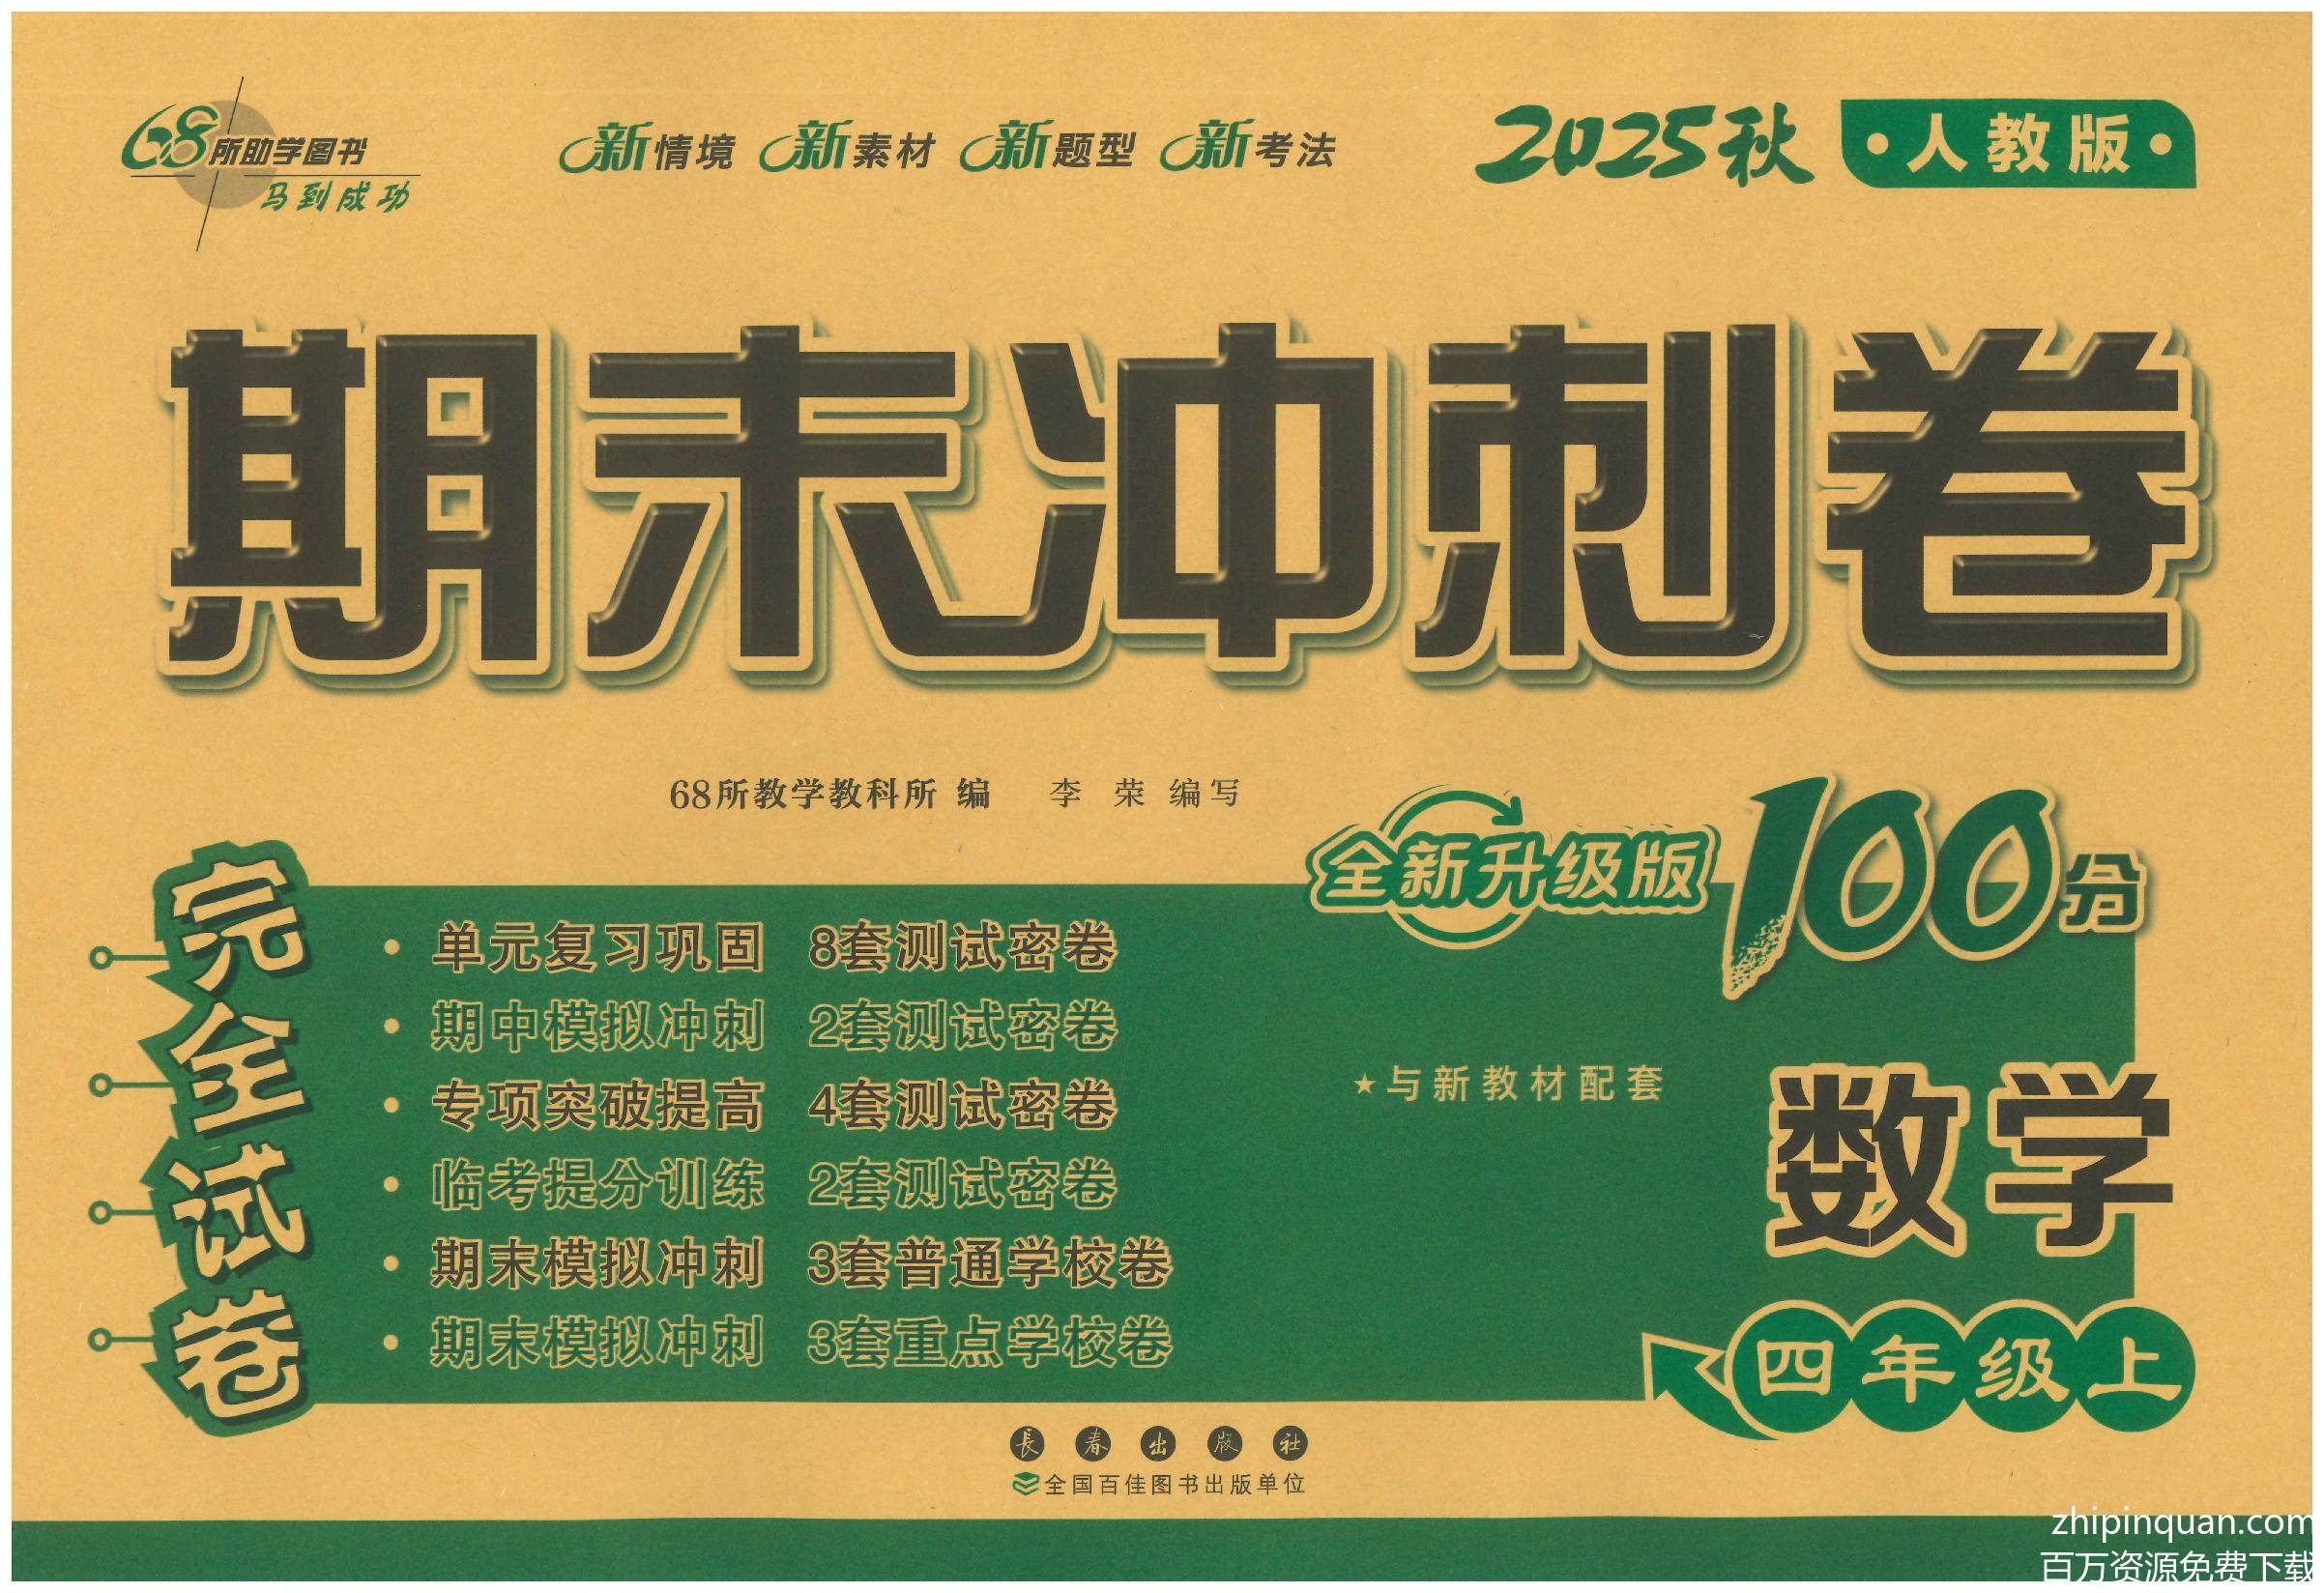 68所助学图书
马到成功
新情境 新素材 新题型 新考法
2025秋
·人教版·
期末冲刺卷
68所教学教科所 编 李 荣 编写
全新升级版
100分
完全试卷
· 单元复习巩固 8套测试密卷
· 期中模拟冲刺 2套测试密卷
· 专项突破提高 4套测试密卷
· 临考提分训练 2套测试密卷
· 期末模拟冲刺 3套普通学校卷
· 期末模拟冲刺 3套重点学校卷
★与新教材配套
数学
四年级上
長春出版社
全国百佳图书出版单位
zhipinquan.com
百万资源免费下载